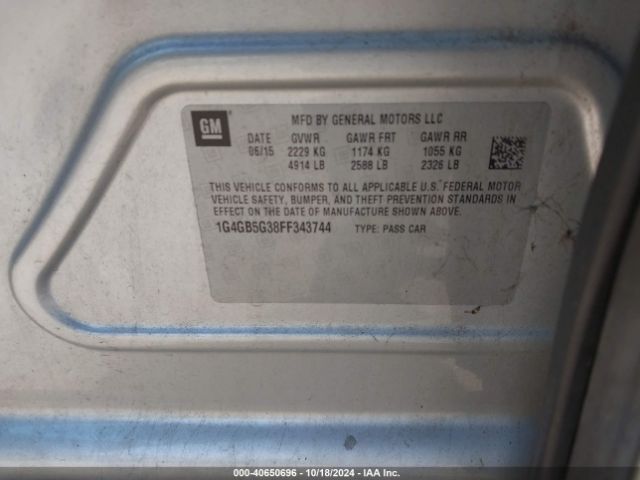 GM
MFD BY GENERAL MOTORS LLC
DATE GVWR GAWR FRT GAWR RR
06/15 2229 KG 1174 KG 1055 KG
4914 LB 2588 LB 2326 LB
THIS VEHICLE CONFORMS TO ALL APPLICABLE U.S. FEDERAL MOTOR
VEHICLE SAFETY, BUMPER, AND THEFT PREVENTION STANDARDS IN
EFFECT ON THE DATE OF MANUFACTURE SHOWN ABOVE.
1G4GB5G38FF343744 TYPE: PASS CAR
000-40650696 - 10/18/2024 - IAA Inc.